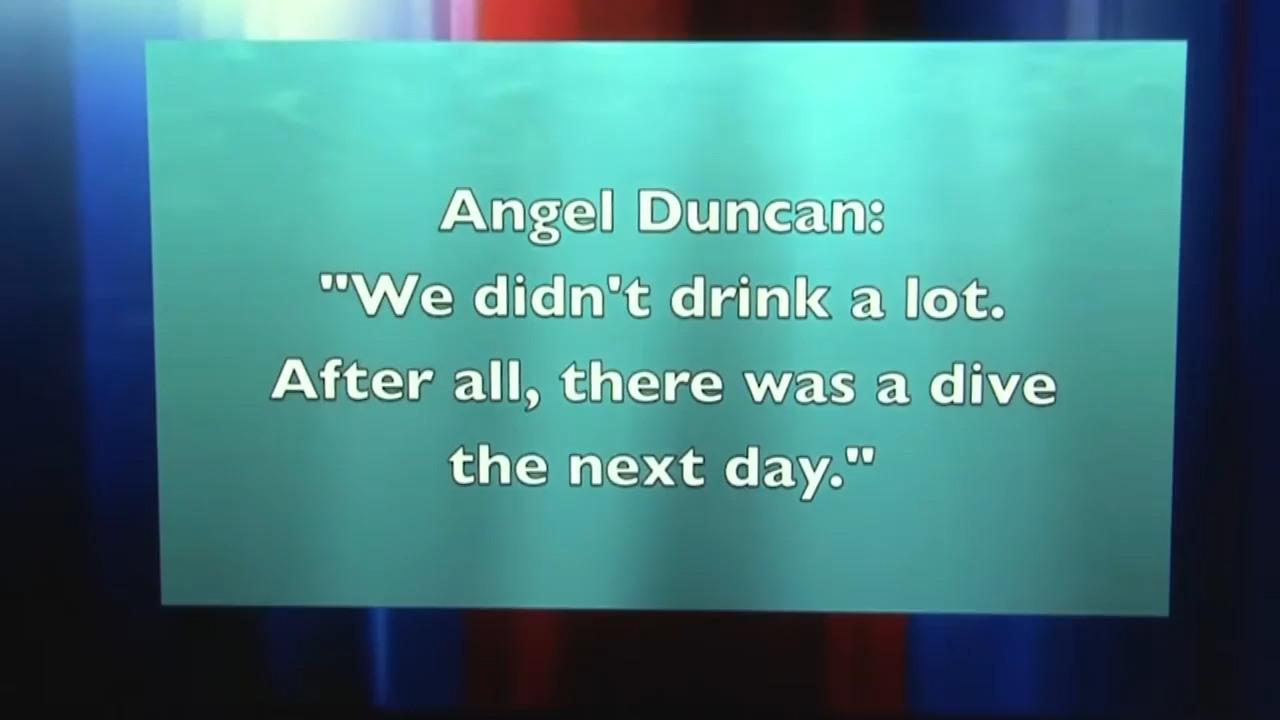 Angel Duncan:
"We didn't drink a lot.
After all, there was a dive
the next day."